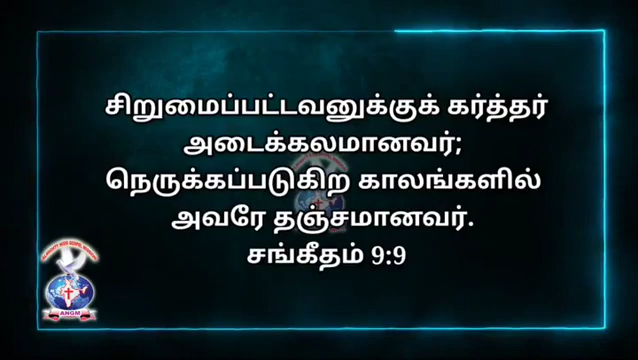 சிறுமைப்பட்டவனுக்குக் கர்த்தர்
அடைக்கலமானவர்;
நெருக்கப்படுகிற காலங்களில்
அவரே தஞ்சமானவர்.
சங்கீதம் 9:9
ANGM